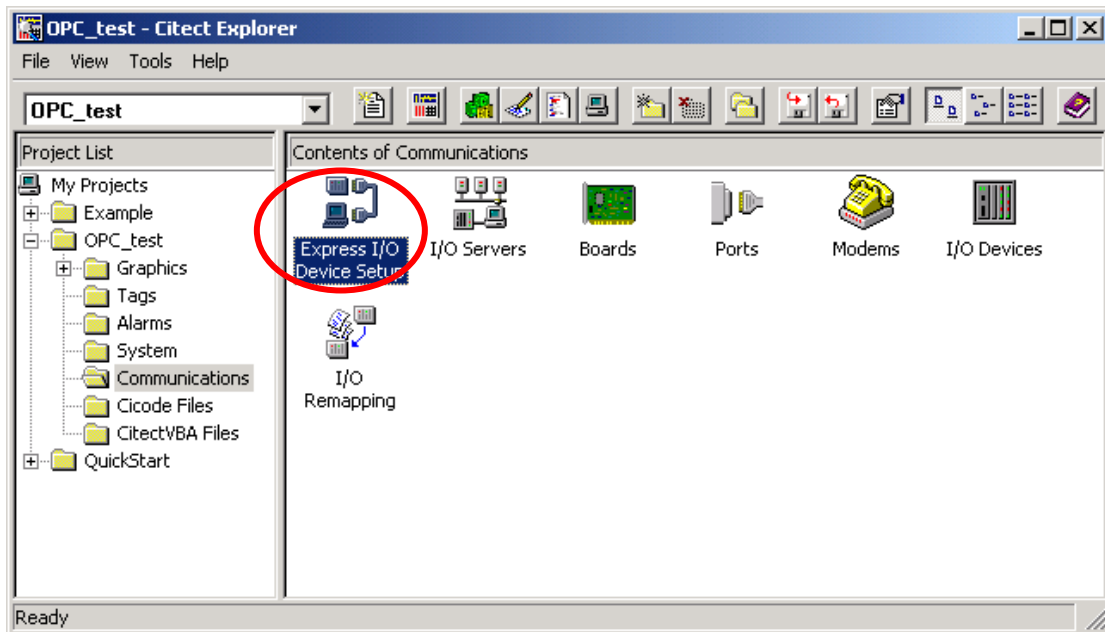 OPC_test - Citect Explorer
File View Tools Help
OPC_test
Project List
Contents of Communications
My Projects
Example
OPC_test
Graphics
Tags
Alarms
System
Communications
Cicode Files
CitectVBA Files
QuickStart
Express I/O
Device Setup
I/O Servers
Boards
Ports
Modems
I/O Devices
I/O
Remapping
Ready